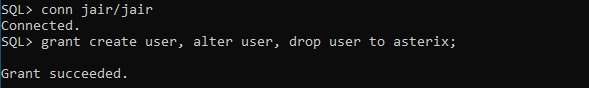 SQL> conn jair/jair
Connected.
SQL> grant create user, alter user, drop user to asterix;
Grant succeeded.